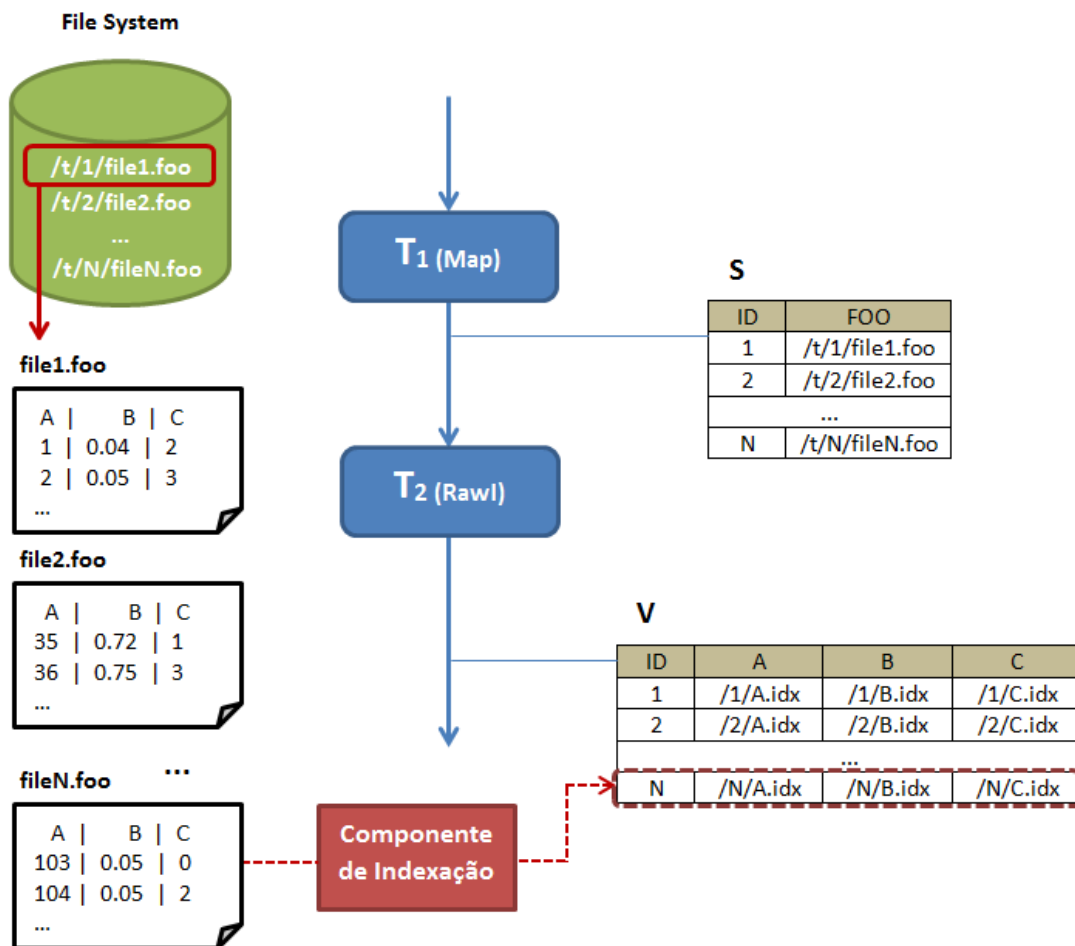 File System
/t/1/file1.foo
/t/2/file2.foo
...
/t/N/fileN.foo
file1.foo
A | B | C
1 | 0.04 | 2
2 | 0.05 | 3
...
file2.foo
A | B | C
35 | 0.72 | 1
36 | 0.75 | 3
...
...
fileN.foo
A | B | C
103 | 0.05 | 0
104 | 0.05 | 2
...
T1 (Map)
T2 (RawI)
Componente
de Indexação
S
ID FOO
1 /t/1/file1.foo
2 /t/2/file2.foo
...
N /t/N/fileN.foo
V
ID A B C
1 /1/A.idx /1/B.idx /1/C.idx
2 /2/A.idx /2/B.idx /2/C.idx
...
N /N/A.idx /N/B.idx /N/C.idx